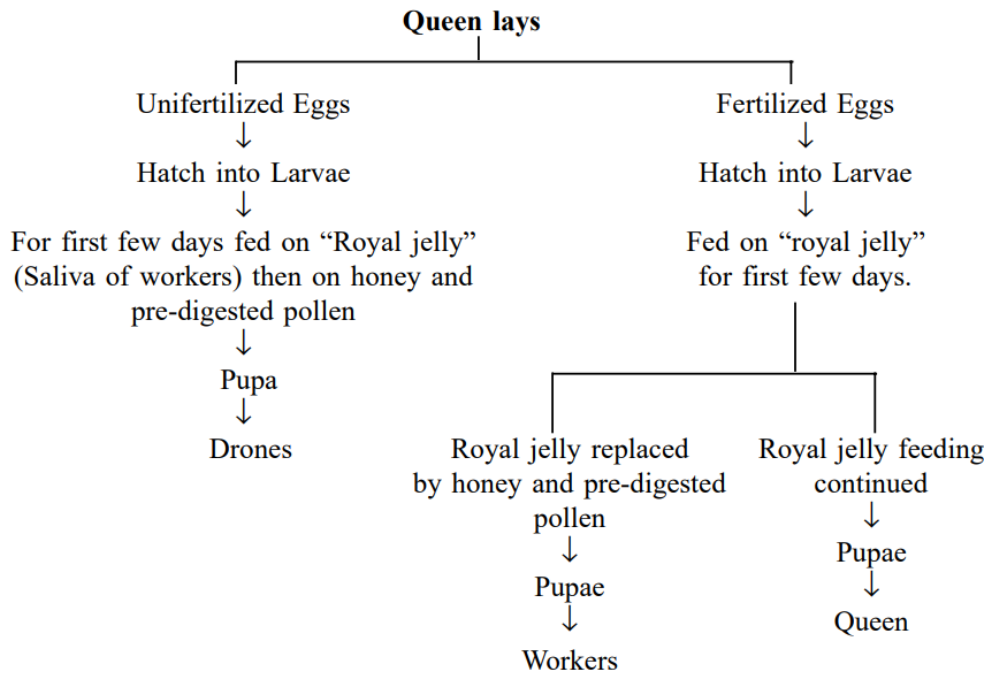 Queen lays
Unifertilized Eggs
↓
Hatch into Larvae
↓
For first few days fed on “Royal jelly”
(Saliva of workers) then on honey and
pre-digested pollen
↓
Pupa
↓
Drones
Fertilized Eggs
↓
Hatch into Larvae
↓
Fed on “royal jelly”
for first few days.
Royal jelly replaced
by honey and pre-digested
pollen
↓
Pupae
↓
Workers
Royal jelly feeding
continued
↓
Pupae
↓
Queen